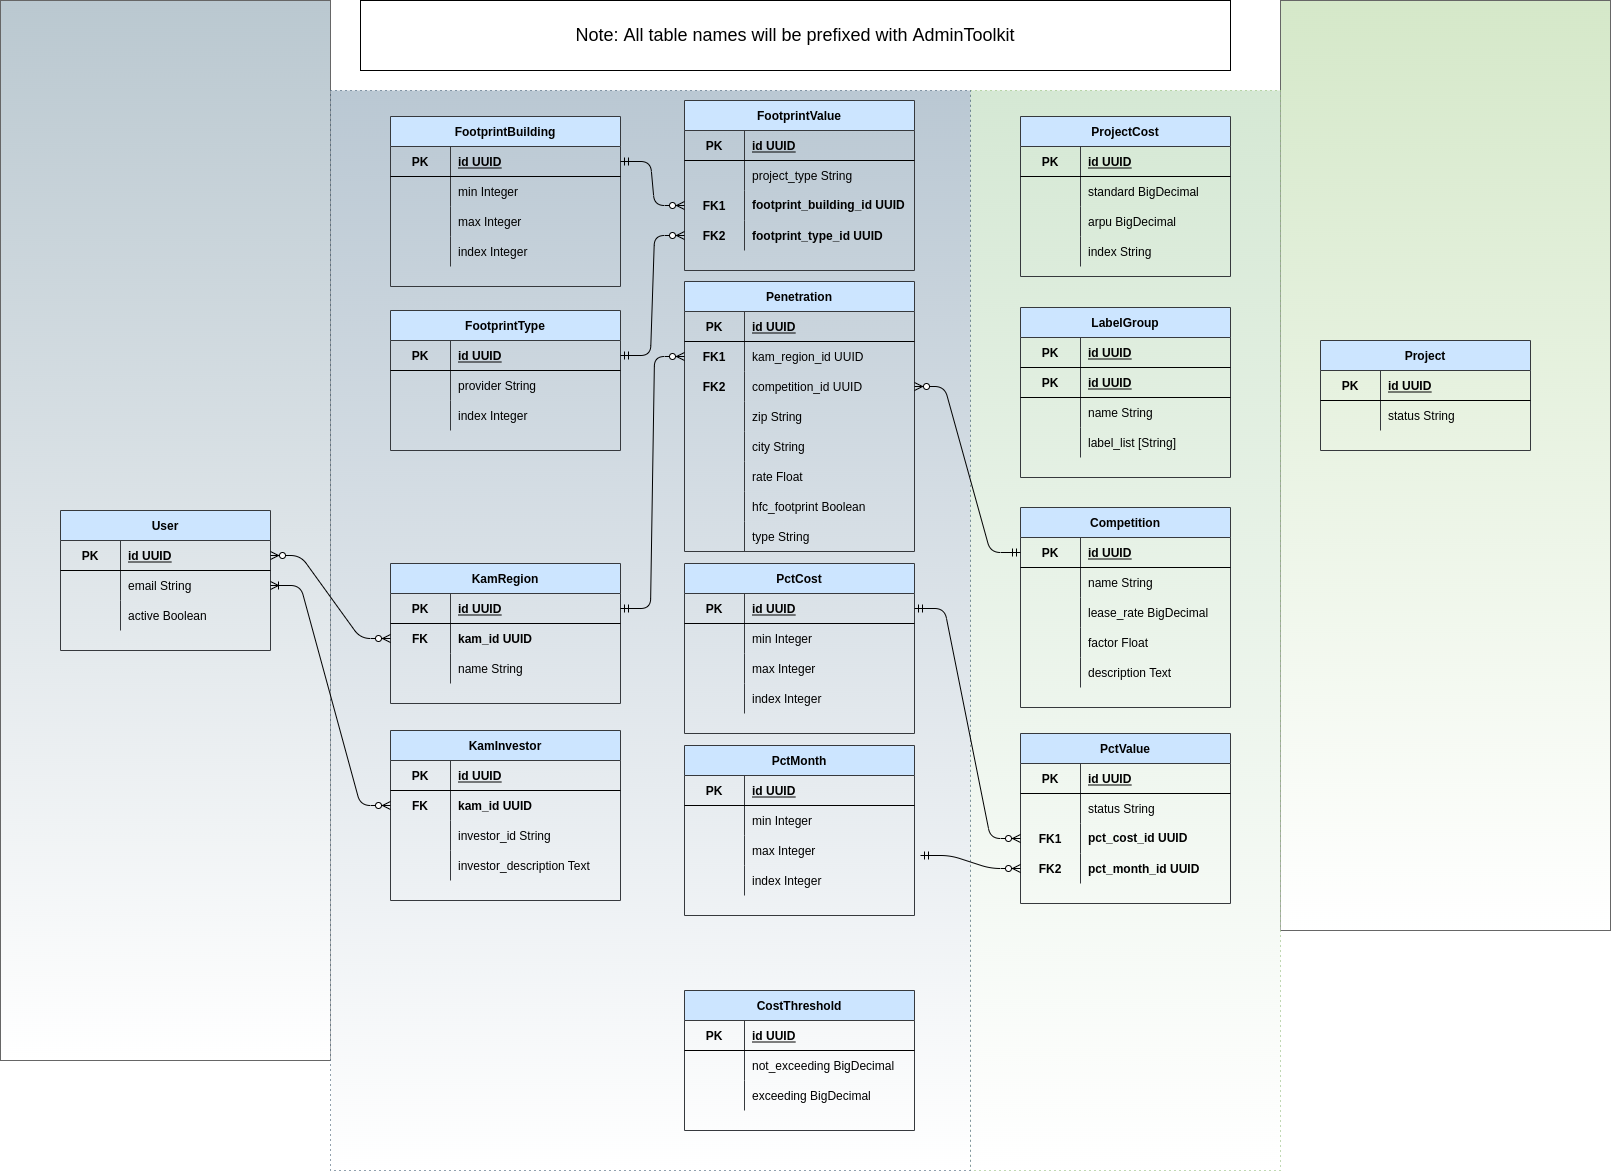 Note: All table names will be prefixed with AdminToolkit
User
PK id UUID
email String
active Boolean
FootprintBuilding
PK id UUID
min Integer
max Integer
index Integer
FootprintType
PK id UUID
provider String
index Integer
KamRegion
PK id UUID
FK kam_id UUID
name String
KamInvestor
PK id UUID
FK kam_id UUID
investor_id String
investor_description Text
FootprintValue
PK id UUID
project_type String
FK1 footprint_building_id UUID
FK2 footprint_type_id UUID
Penetration
PK id UUID
FK1 kam_region_id UUID
FK2 competition_id UUID
zip String
city String
rate Float
hfc_footprint Boolean
type String
PctCost
PK id UUID
min Integer
max Integer
index Integer
PctMonth
PK id UUID
min Integer
max Integer
index Integer
CostThreshold
PK id UUID
not_exceeding BigDecimal
exceeding BigDecimal
ProjectCost
PK id UUID
standard BigDecimal
arpu BigDecimal
index String
LabelGroup
PK id UUID
PK id UUID
name String
label_list [String]
Competition
PK id UUID
name String
lease_rate BigDecimal
factor Float
description Text
PctValue
PK id UUID
status String
FK1 pct_cost_id UUID
FK2 pct_month_id UUID
Project
PK id UUID
status String